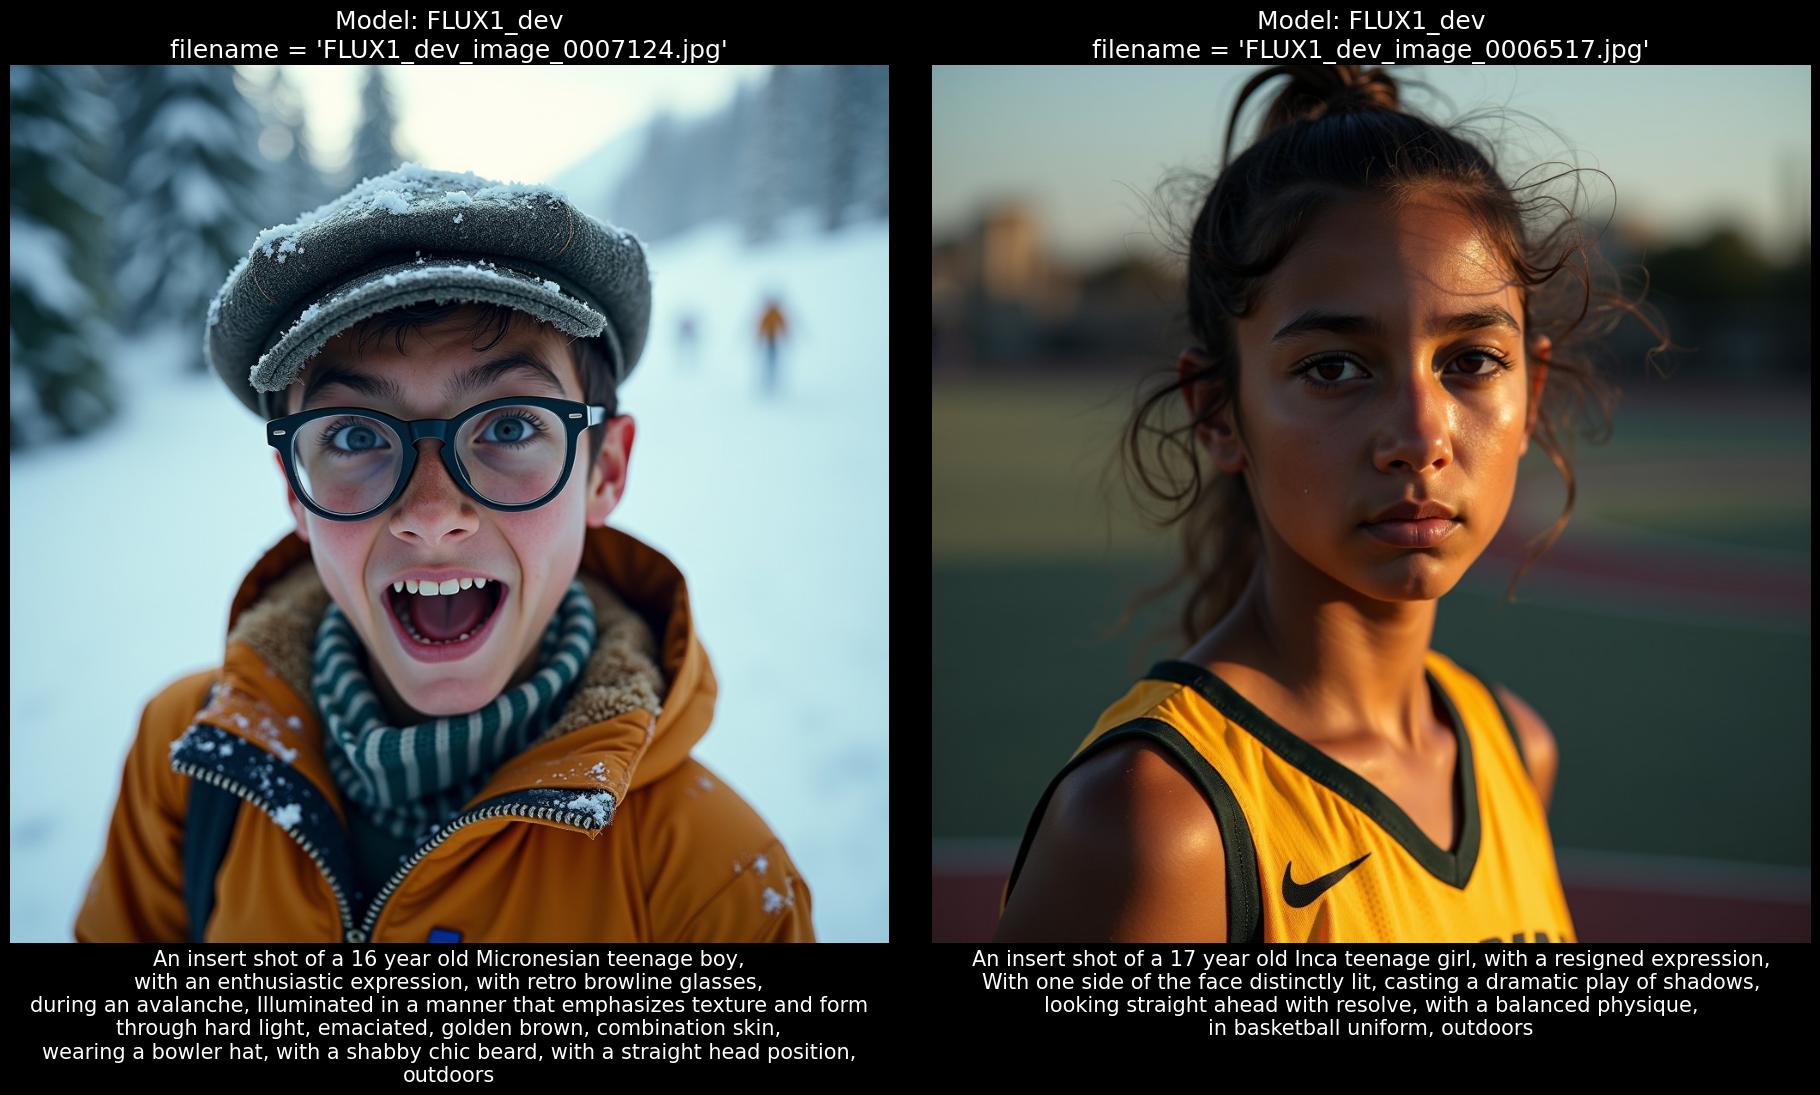 Model: FLUX1_dev
filename = 'FLUX1_dev_image_0007124.jpg'
An insert shot of a 16 year old Micronesian teenage boy,
with an enthusiastic expression, with retro browline glasses,
during an avalanche, Illuminated in a manner that emphasizes texture and form
through hard light, emaciated, golden brown, combination skin,
wearing a bowler hat, with a shabby chic beard, with a straight head position,
outdoors
Model: FLUX1_dev
filename = 'FLUX1_dev_image_0006517.jpg'
An insert shot of a 17 year old Inca teenage girl, with a resigned expression,
With one side of the face distinctly lit, casting a dramatic play of shadows,
looking straight ahead with resolve, with a balanced physique,
in basketball uniform, outdoors